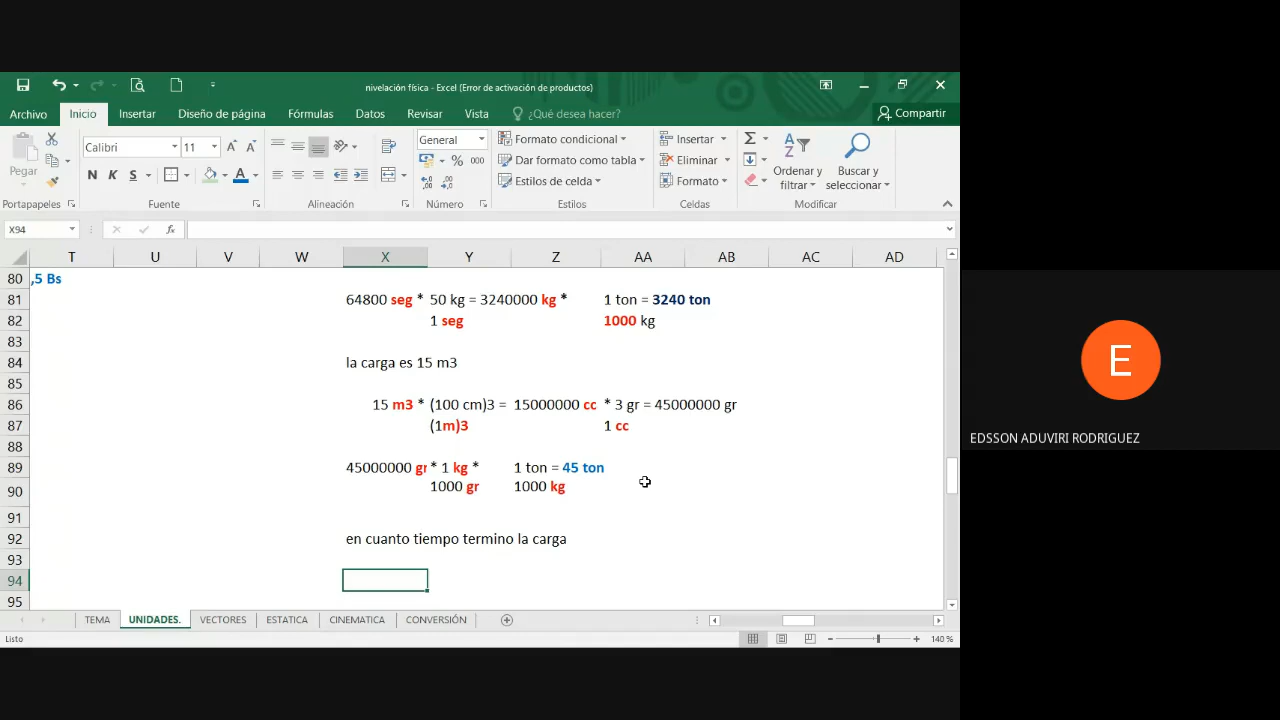 nivelación física - Excel (Error de activación de productos)
Archivo Inicio Insertar Diseño de página Fórmulas Datos Revisar Vista ¿Qué desea hacer? Compartir
Pegar
Calibri 11
N K S
General
% 000
Formato condicional
Dar formato como tabla
Estilos de celda
Insertar
Eliminar
Formato
Ordenar y filtrar
Buscar y seleccionar
Portapapeles Fuente Alineación Número Estilos Celdas Modificar
X94 fx
T U V W X Y Z AA AB AC AD
80 ,5 Bs
81 64800 seg * 50 kg = 3240000 kg * 1 ton = 3240 ton
82 1 seg 1000 kg
83
84 la carga es 15 m3
85
86 15 m3 * (100 cm)3 = 15000000 cc * 3 gr = 45000000 gr
87 (1m)3 1 cc
88
89 45000000 gr * 1 kg * 1 ton = 45 ton
90 1000 gr 1000 kg
91
92 en cuanto tiempo termino la carga
93
94
95
TEMA UNIDADES. VECTORES ESTATICA CINEMATICA CONVERSIÓN
Listo 140 %
E
EDSSON ADUVIRI RODRIGUEZ